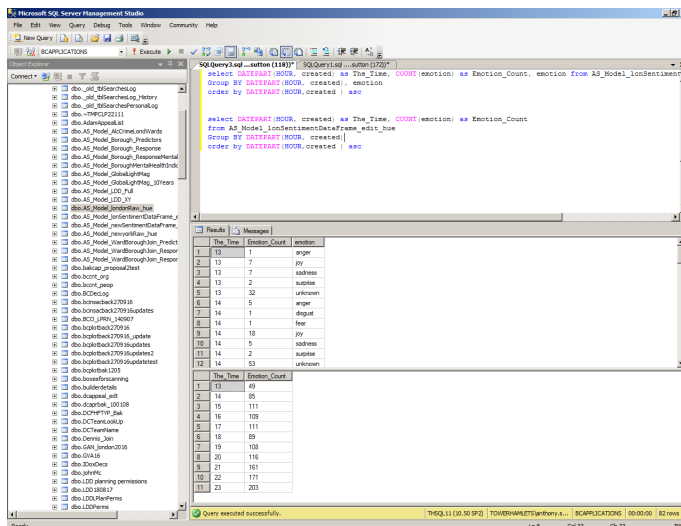 Microsoft SQL Server Management Studio
File Edit View Query Debug Tools Window Community Help
New Query
BCAPPLICATIONS Execute
Object Explorer
Connect
dbo._old_tblSearchesLog
dbo._old_tblSearchesLog_History
dbo._old_tblSearchesPersonalLog
dbo.~TMPCLP22111
dbo.AdamAppealList
dbo.AS_Model_AlcCrimeLondWards
dbo.AS_Model_Borough_Predictors
dbo.AS_Model_Borough_Response
dbo.AS_Model_Borough_ResponseMental
dbo.AS_Model_BoroughMentalHealthIndic
dbo.AS_Model_GlobalLightMag
dbo.AS_Model_GlobalLightMag_10Years
dbo.AS_Model_LDD_Full
dbo.AS_Model_LDD_XY
dbo.AS_Model_londonRaw_hue
dbo.AS_Model_lonSentimentDataFrame_e
dbo.AS_Model_newSentimentDataFrame_
dbo.AS_Model_newyorkRaw_hue
dbo.AS_Model_WardBoroughJoin_Predict
dbo.AS_Model_WardBoroughJoin_Respor
dbo.AS_Model_WardBoroughJoin_Respor
dbo.bakcap_proposal2test
dbo.bccnt_org
dbo.bccnt_peop
dbo.BCDecLog
dbo.bcinsacback270916
dbo.bcinsacback270916updates
dbo.BCO_LPRN_140907
dbo.bcplotback270916
dbo.bcplotback270916_update
dbo.bcplotback270916updates
dbo.bcplotback270916updates2
dbo.bcplotback270916updatetest
dbo.bcplotbak1205
dbo.boxesforscanning
dbo.builderdetails
dbo.dcappeal_edit
dbo.dcaprbak_100108
dbo.DCFHFTYP_Bak
dbo.DCTeamLookUp
dbo.DCTeamName
dbo.Dennis_Join
dbo.GAN_london2016
dbo.GVA16
dbo.IDoxDecs
dbo.johnMc
dbo.LDD planning permissions
dbo.LDD180817
dbo.LDDLPlanPerms
dbo.LDDPerms
SQLQuery3.sql ...sutton (118))* SQLQuery1.sql ....sutton (172))*
select DATEPART(HOUR, created) as The_Time, COUNT(emotion) as Emotion_Count, emotion from AS_Model_lonSentiment
Group BY DATEPART(HOUR, created), emotion
order by DATEPART(HOUR,created ) asc
select DATEPART(HOUR, created) as The_Time, COUNT(emotion) as Emotion_Count
from AS_Model_lonSentimentDataFrame_edit_hue
Group BY DATEPART(HOUR, created)
order by DATEPART(HOUR,created ) asc
Results Messages
The_Time Emotion_Count emotion
1 13 1 anger
2 13 7 joy
3 13 7 sadness
4 13 2 surprise
5 13 32 unknown
6 14 5 anger
7 14 1 disgust
8 14 1 fear
9 14 18 joy
10 14 5 sadness
11 14 2 surprise
12 14 53 unknown
The_Time Emotion_Count
1 13 49
2 14 85
3 15 111
4 16 109
5 17 111
6 18 89
7 19 108
8 20 116
9 21 161
10 22 171
11 23 203
Query executed successfully. THSQL11 (10.50 SP2) TOWERHAMLETS\anthony.s... BCAPPLICATIONS 00:00:00 82 rows